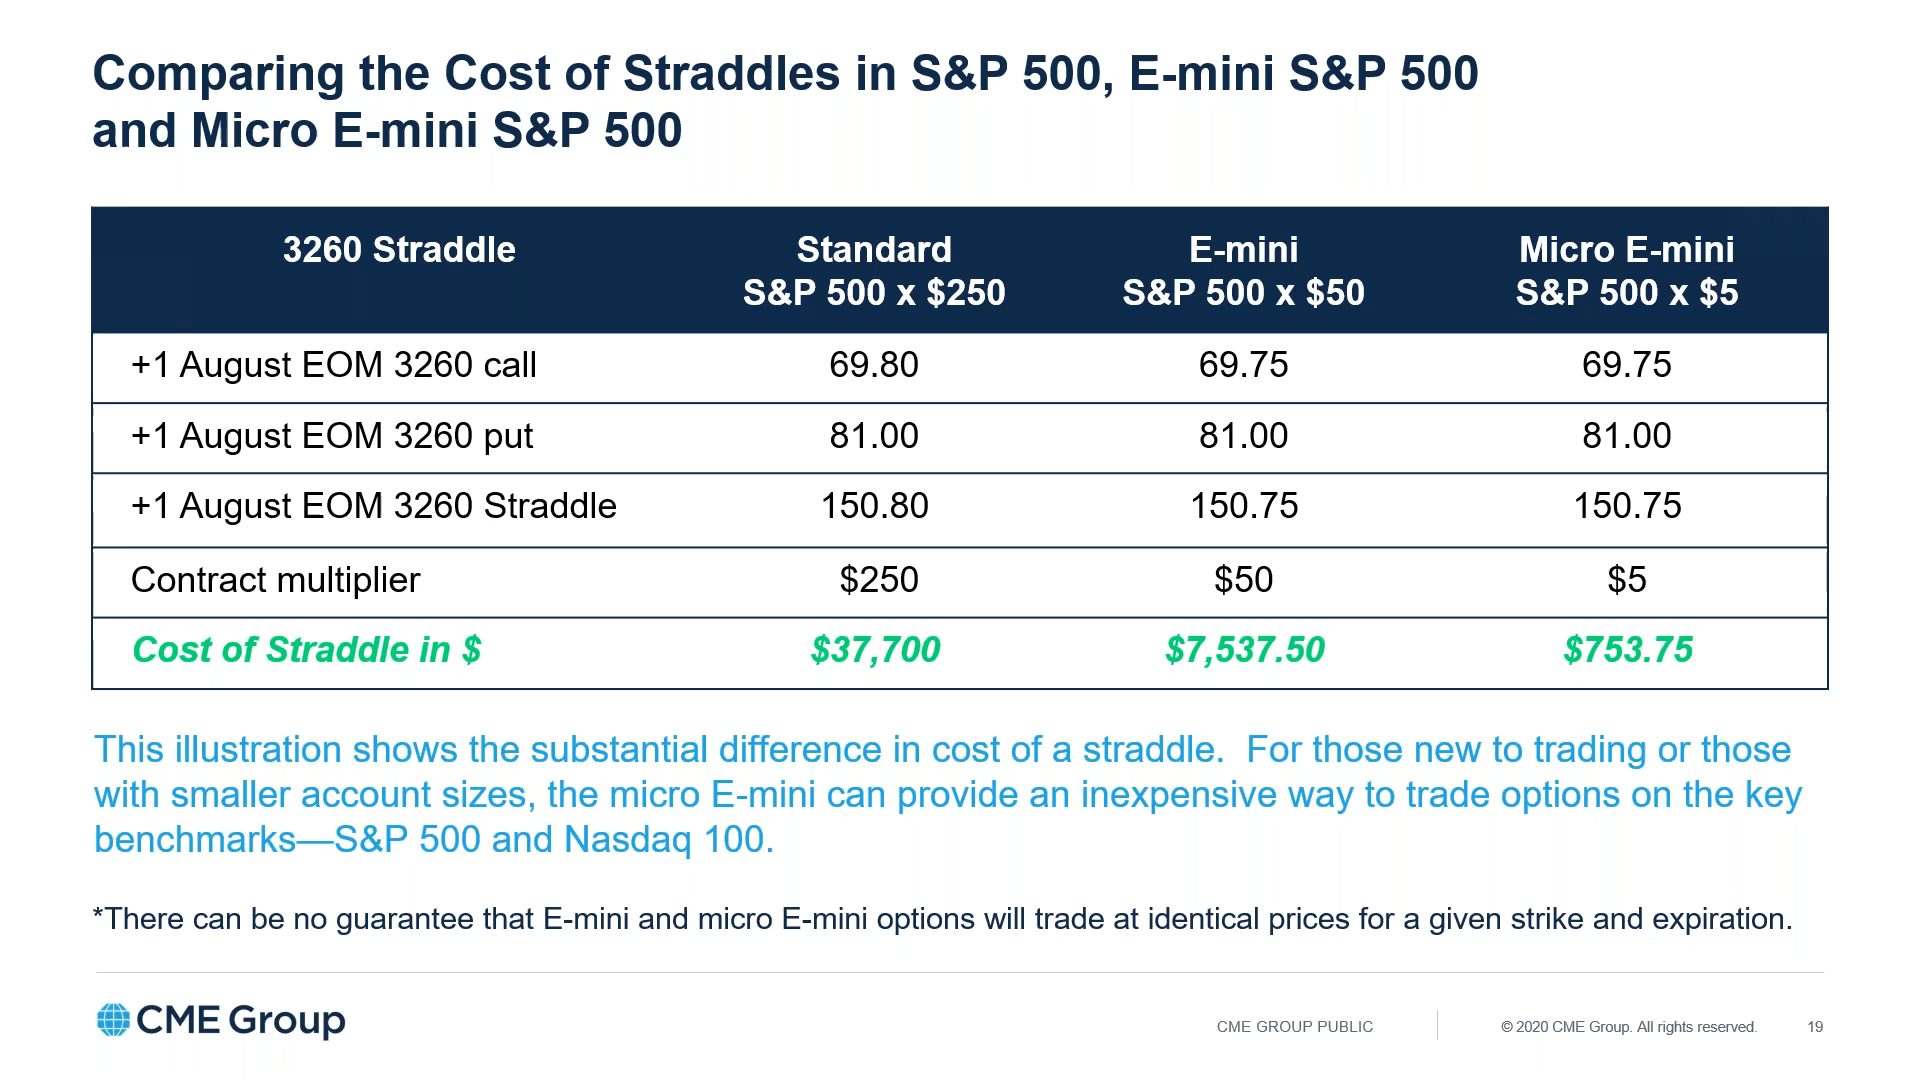 Comparing the Cost of Straddles in S&P 500, E-mini S&P 500
and Micro E-mini S&P 500
3260 Straddle Standard E-mini Micro E-mini
S&P 500 x $250 S&P 500 x $50 S&P 500 x $5
+1 August EOM 3260 call 69.80 69.75 69.75
+1 August EOM 3260 put 81.00 81.00 81.00
+1 August EOM 3260 Straddle 150.80 150.75 150.75
Contract multiplier $250 $50 $5
Cost of Straddle in $ $37,700 $7,537.50 $753.75
This illustration shows the substantial difference in cost of a straddle.  For those new to trading or those
with smaller account sizes, the micro E-mini can provide an inexpensive way to trade options on the key
benchmarks—S&P 500 and Nasdaq 100.
*There can be no guarantee that E-mini and micro E-mini options will trade at identical prices for a given strike and expiration.
CME Group CME GROUP PUBLIC © 2020 CME Group. All rights reserved. 19